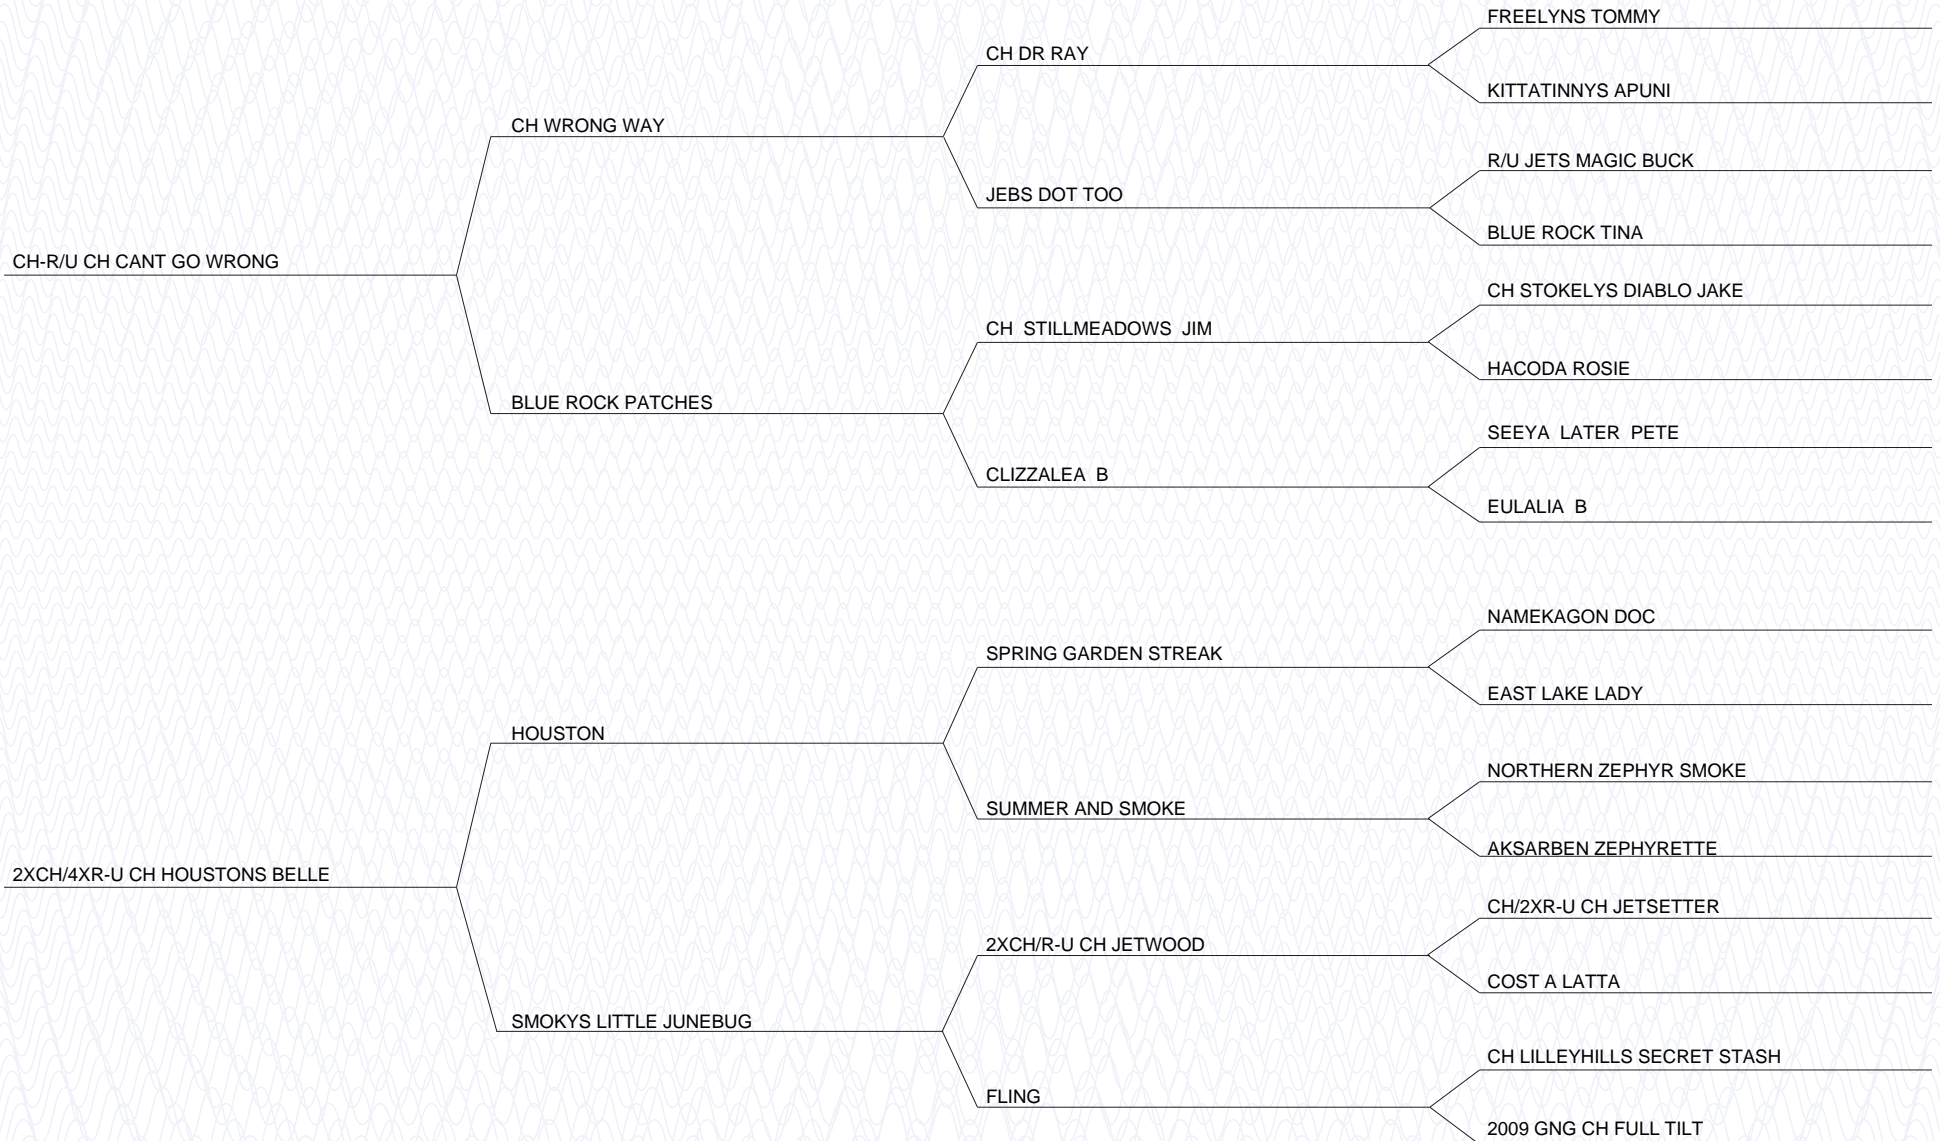 FREELYNS TOMMY
CH DR RAY
KITTATINNYS APUNI
CH WRONG WAY
R/U JETS MAGIC BUCK
JEBS DOT TOO
BLUE ROCK TINA
CH-R/U CH CANT GO WRONG
CH STOKELYS DIABLO JAKE
CH STILLMEADOWS JIM
HACODA ROSIE
BLUE ROCK PATCHES
SEEYA LATER PETE
CLIZZALEA B
EULALIA B
NAMEKAGON DOC
SPRING GARDEN STREAK
EAST LAKE LADY
HOUSTON
NORTHERN ZEPHYR SMOKE
SUMMER AND SMOKE
AKSARBEN ZEPHYRETTE
2XCH/4XR-U CH HOUSTONS BELLE
CH/2XR-U CH JETSETTER
2XCH/R-U CH JETWOOD
COST A LATTA
SMOKYS LITTLE JUNEBUG
CH LILLEYHILLS SECRET STASH
FLING
2009 GNG CH FULL TILT